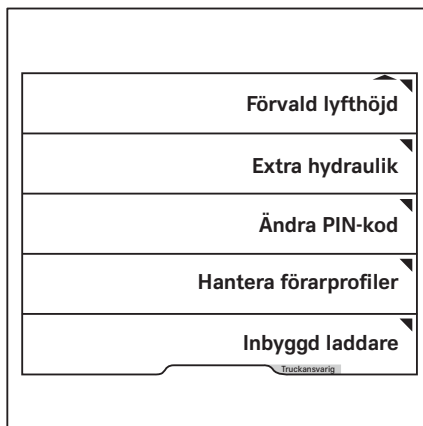 Förvald lyfthöjd
Extra hydraulik
Ändra PIN-kod
Hantera förarprofiler
Inbyggd laddare
Truckansvarig